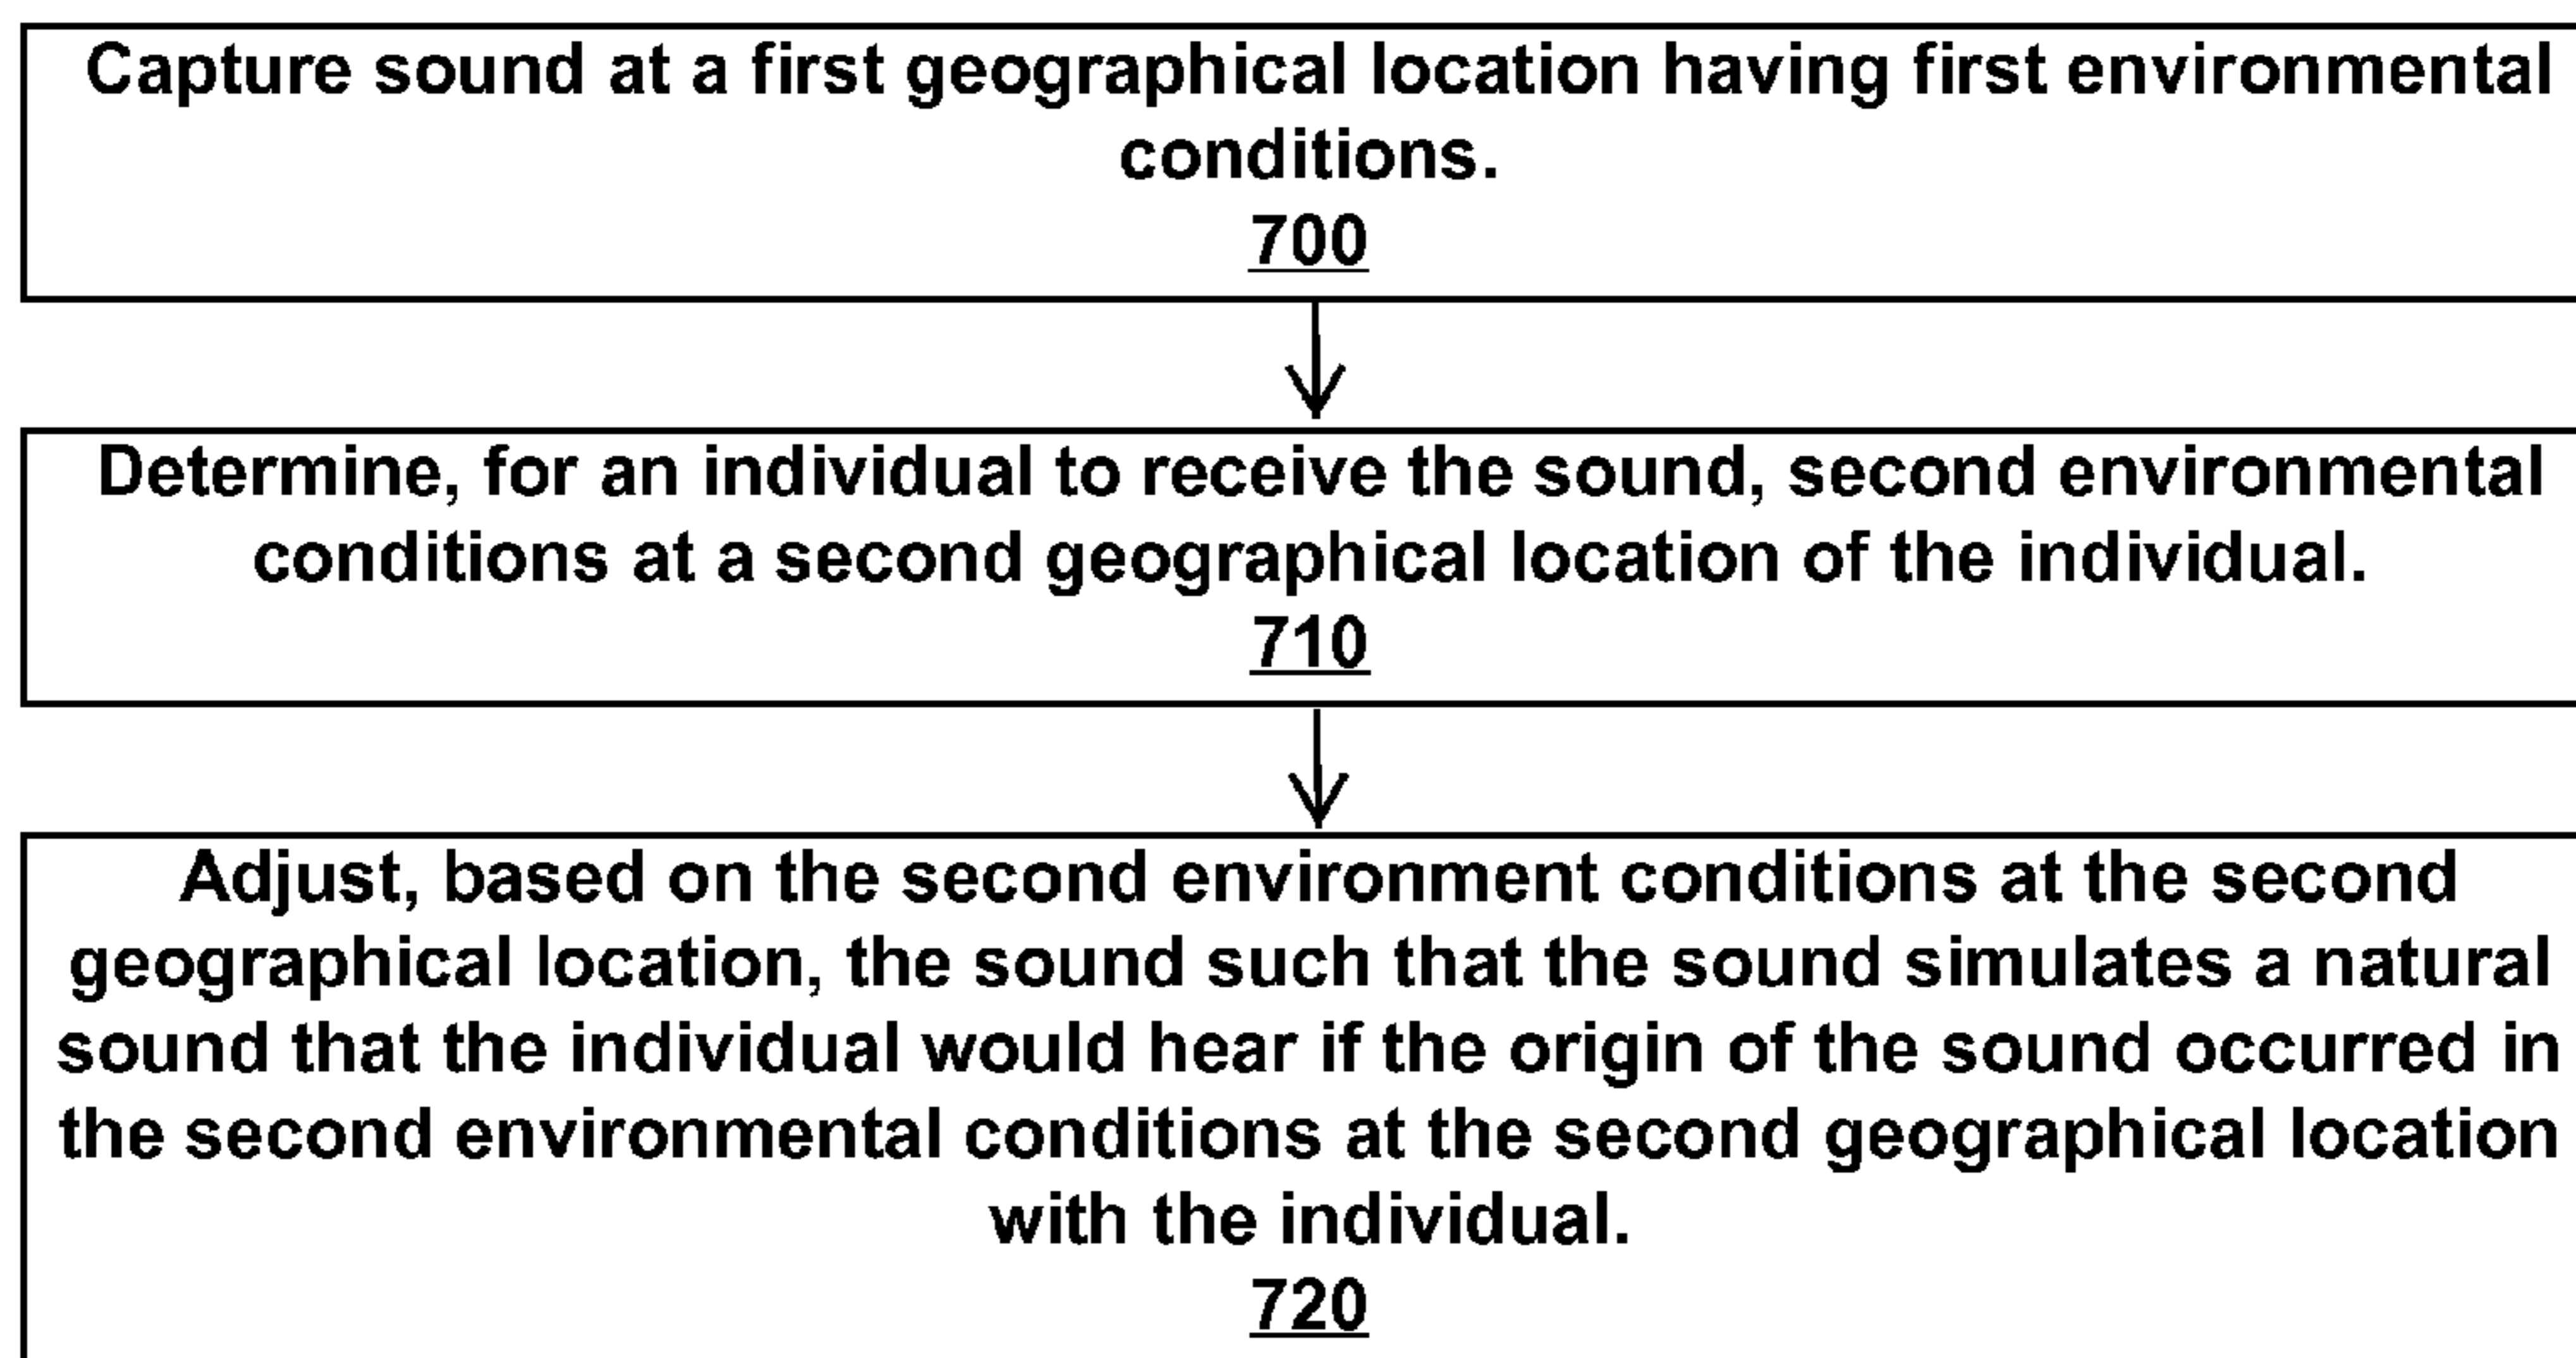 Capture sound at a first geographical location having first environmental
conditions.
700
Determine, for an individual to receive the sound, second environmental
conditions at a second geographical location of the individual.
710
Adjust, based on the second environment conditions at the second
geographical location, the sound such that the sound simulates a natural
sound that the individual would hear if the origin of the sound occurred in
the second environmental conditions at the second geographical location
with the individual.
720